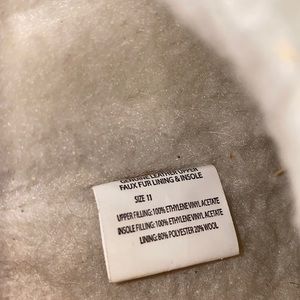 GENUINE LEATHER UPPER
FAUX FUR LINING & INSOLE
SIZE 11
UPPER FILLING: 100% ETHYLENE VINYL ACETATE
INSOLE FILLING: 100% ETHYLENE VINYL ACETATE
LINING: 80% POLYESTER 20% WOOL